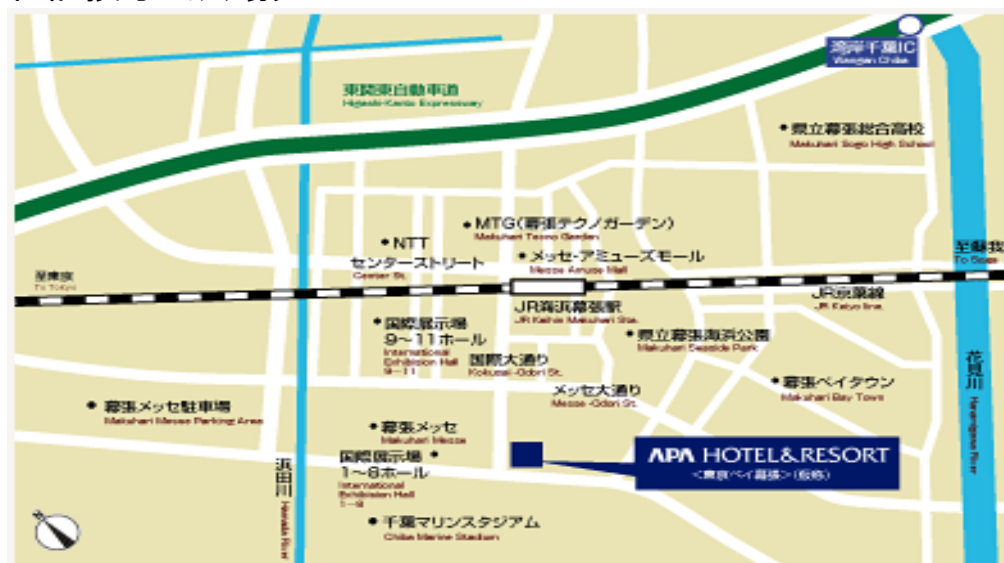 湾岸千葉IC
Wangan Chiba
東関東自動車道
Higashi-Kanto Expressway
県立幕張総合高校
Makuhari Sogo High School
MTG(幕張テクノガーデン)
Makuhari Tecno Garden
NTT
センターストリート
Center St.
メッセ・アミューズモール
Messe Amuse Mall
至東京
To Tokyo
至蘇我
To Soga
JR海浜幕張駅
JR Keihin Makuhari Sta.
JR京葉線
JR Keiyo line.
国際展示場
9〜11ホール
International
Exhibision Hall
9−11
国際大通り
Kokusai-Odori St.
県立幕張海浜公園
Makuhari Seaside Park
メッセ大通り
Messe-Odori St.
幕張ベイタウン
Makuhari Bay Town
花見川
Hanamigawa River
幕張メッセ駐車場
Makuhari Messe Parking Area
幕張メッセ
Makuhari Messe
国際展示場
1〜8ホール
International
Exhibision Hall
1−8
浜田川
Hamada River
APA HOTEL&RESORT
<東京ベイ幕張>(仮称)
千葉マリンスタジアム
Chiba Marine Stadium